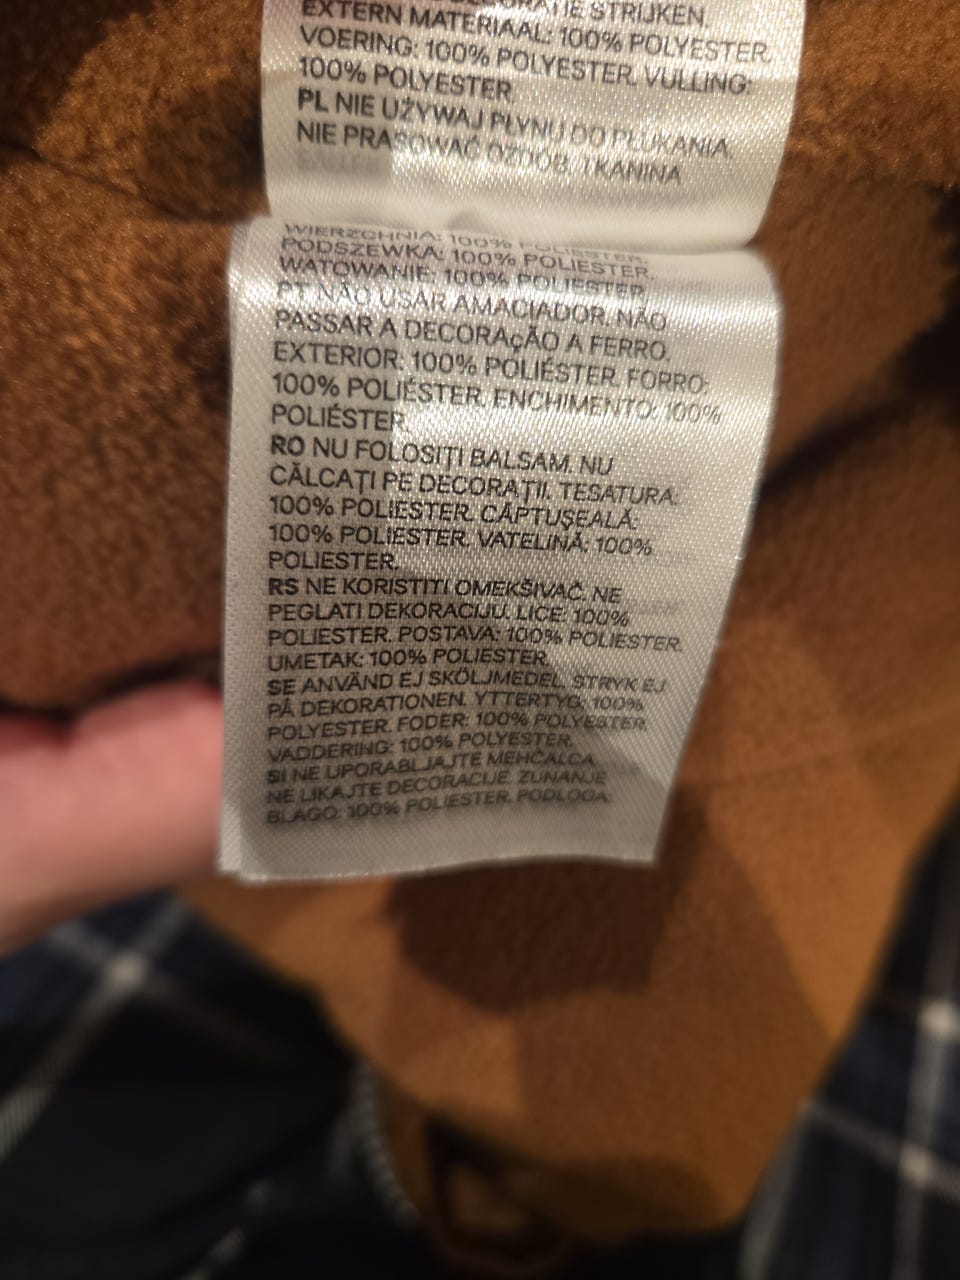 STRIJKEN.
EXTERN MATERIAAL: 100% POLYESTER.
VOERING: 100% POLYESTER. VULLING:
100% POLYESTER.
PL NIE UŻYWAJ PŁYNU DO PŁUKANIA.
NIE PRASOWAĆ OZDÓB. TKANINA
WIERZCHNIA: 100% POLIESTER.
PODSZEWKA: 100% POLIESTER.
WATOWANIE: 100% POLIESTER.
PT NÃO USAR AMACIADOR. NÃO
PASSAR A DECORAçÃO A FERRO.
EXTERIOR: 100% POLIÉSTER. FORRO:
100% POLIÉSTER. ENCHIMENTO: 100%
POLIÉSTER.
RO NU FOLOSIȚI BALSAM. NU
CĂLCAȚI PE DECORAȚII. TESATURA:
100% POLIESTER. CĂPTUȘEALĂ:
100% POLIESTER. VATELINĂ: 100%
POLIESTER.
RS NE KORISTITI OMEKŠIVAČ. NE
PEGLATI DEKORACIJU. LICE: 100%
POLIESTER. POSTAVA: 100% POLIESTER.
UMETAK: 100% POLIESTER.
SE ANVÄND EJ SKÖLJMEDEL. STRYK EJ
PÅ DEKORATIONEN. YTTERTYG: 100%
POLYESTER. FODER: 100% POLYESTER.
VADDERING: 100% POLYESTER.
SI NE UPORABLJAJTE MEHČALCA.
NE LIKAJTE DECORACIJE. ZUNANJE
BLAGO: 100% POLIESTER. PODLOGA: